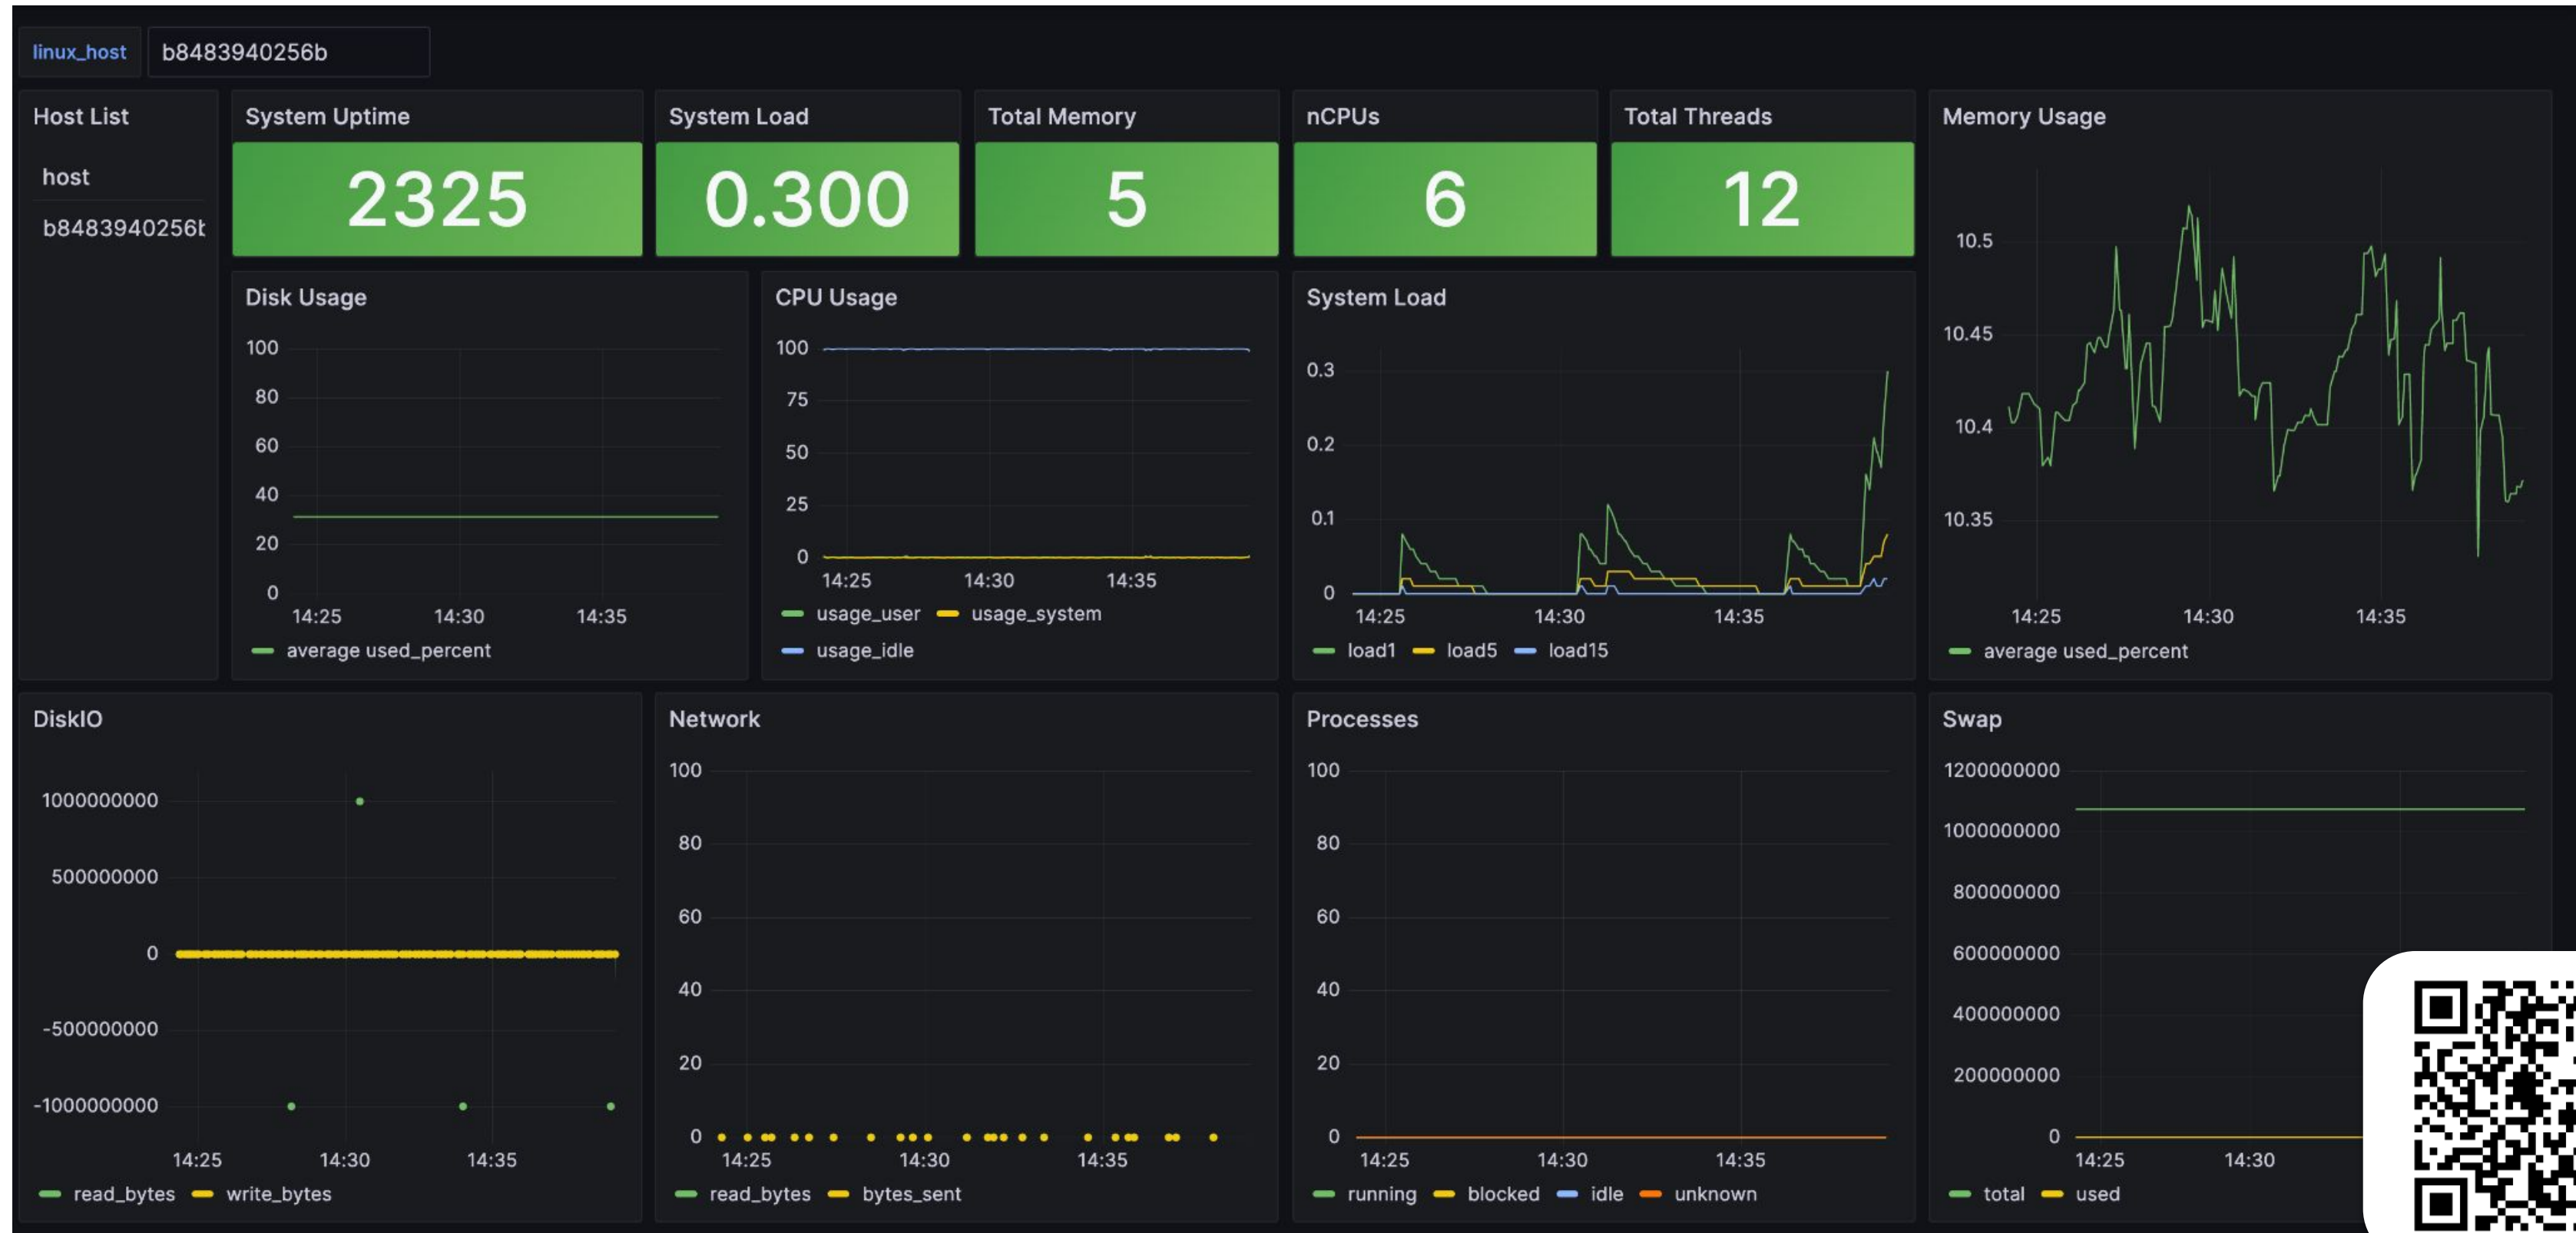 linux_host b8483940256b
Host List
host
b8483940256b
System Uptime
2325
System Load
0.300
Total Memory
5
nCPUs
6
Total Threads
12
Memory Usage
10.5
10.45
10.4
10.35
14:25 14:30 14:35
average used_percent
Disk Usage
100
80
60
40
20
0
14:25 14:30 14:35
average used_percent
CPU Usage
100
75
50
25
0
14:25 14:30 14:35
usage_user usage_system
usage_idle
System Load
0.3
0.2
0.1
0
14:25 14:30 14:35
load1 load5 load15
DiskIO
1000000000
500000000
0
-500000000
-1000000000
14:25 14:30 14:35
read_bytes write_bytes
Network
100
80
60
40
20
0
14:25 14:30 14:35
read_bytes bytes_sent
Processes
100
80
60
40
20
0
14:25 14:30 14:35
running blocked idle unknown
Swap
1200000000
1000000000
800000000
600000000
400000000
200000000
0
14:25 14:30
total used